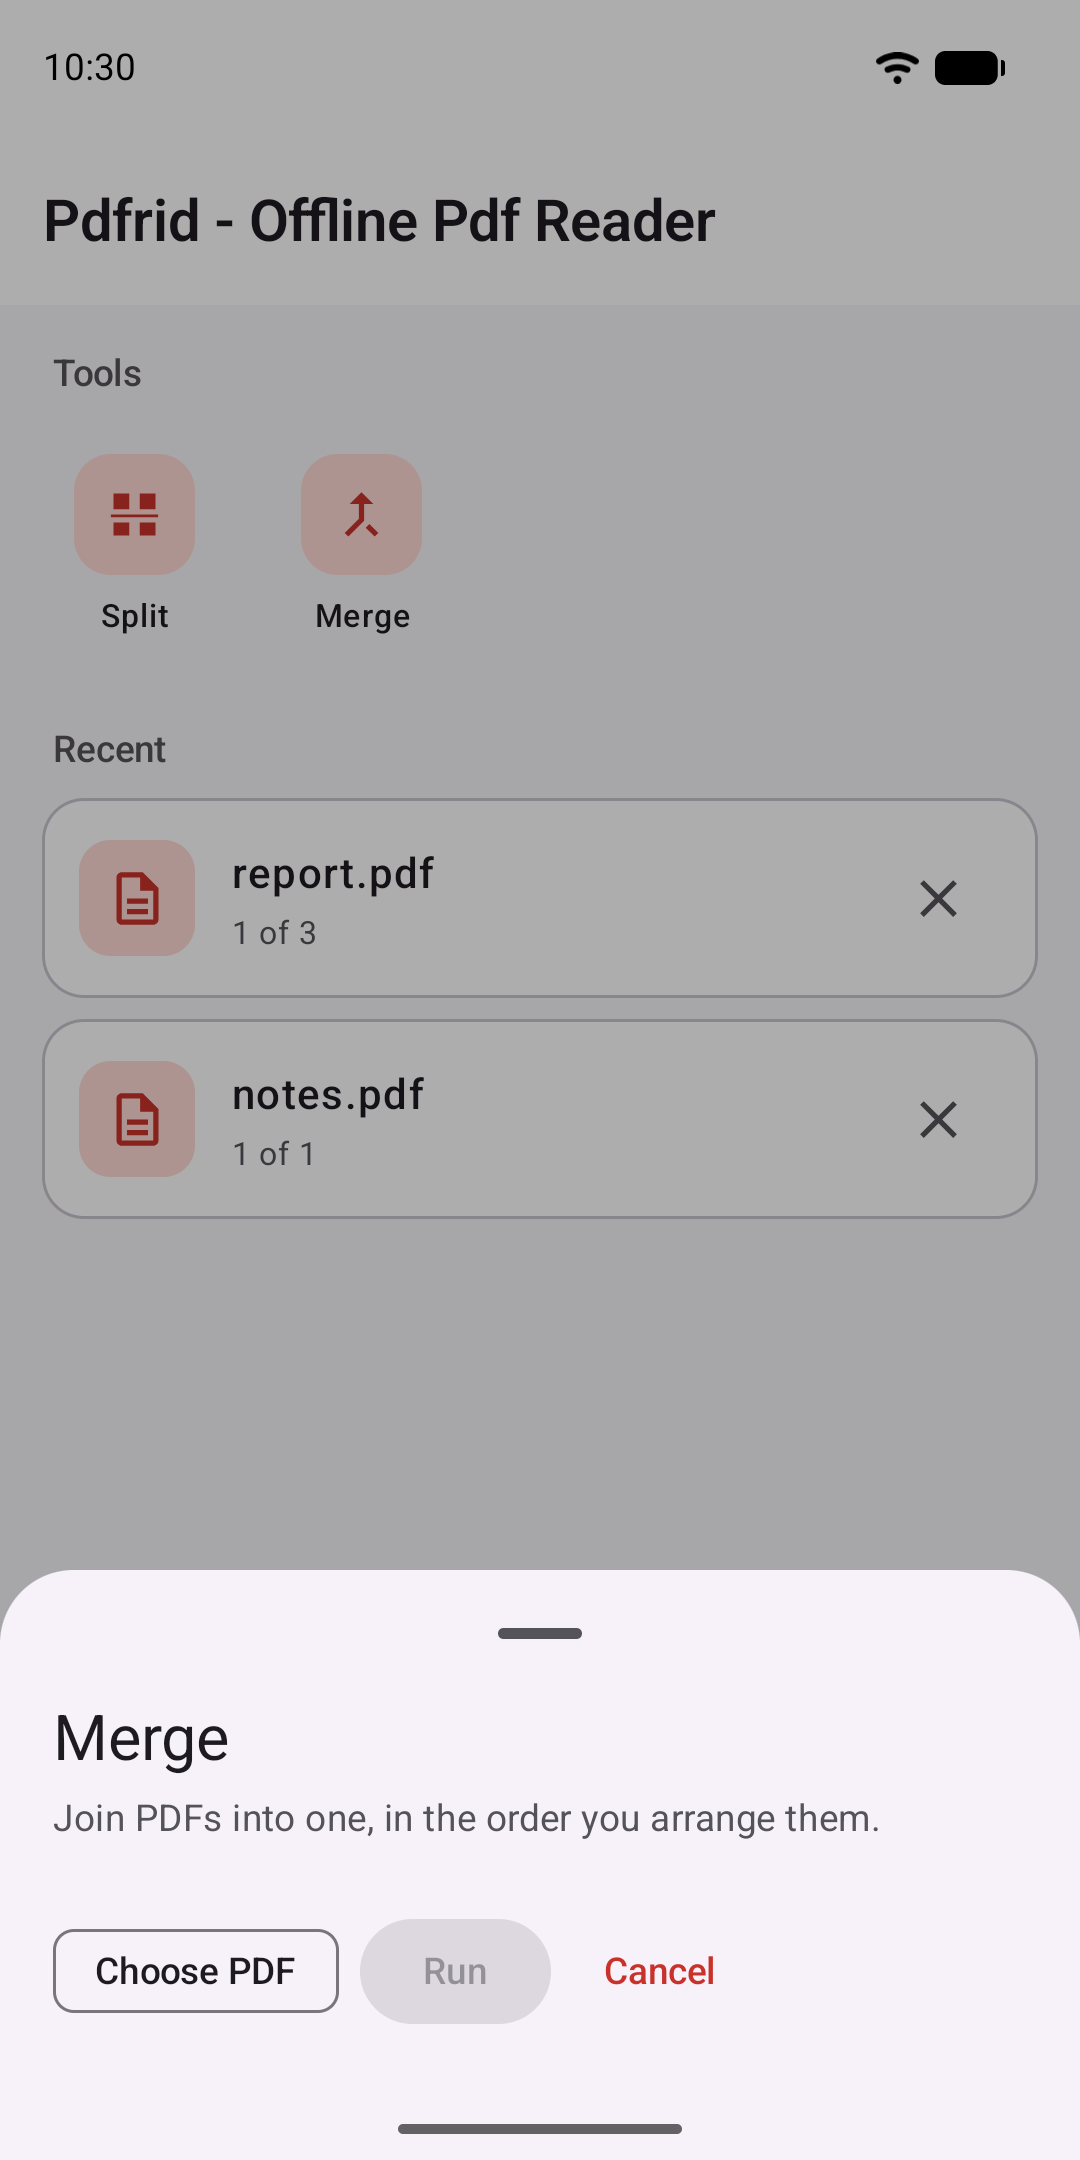 10:30
Pdfrid - Offline Pdf Reader
Tools
Split
Merge
Recent
report.pdf
1 of 3
notes.pdf
1 of 1
Merge
Join PDFs into one, in the order you arrange them.
Choose PDF
Run
Cancel